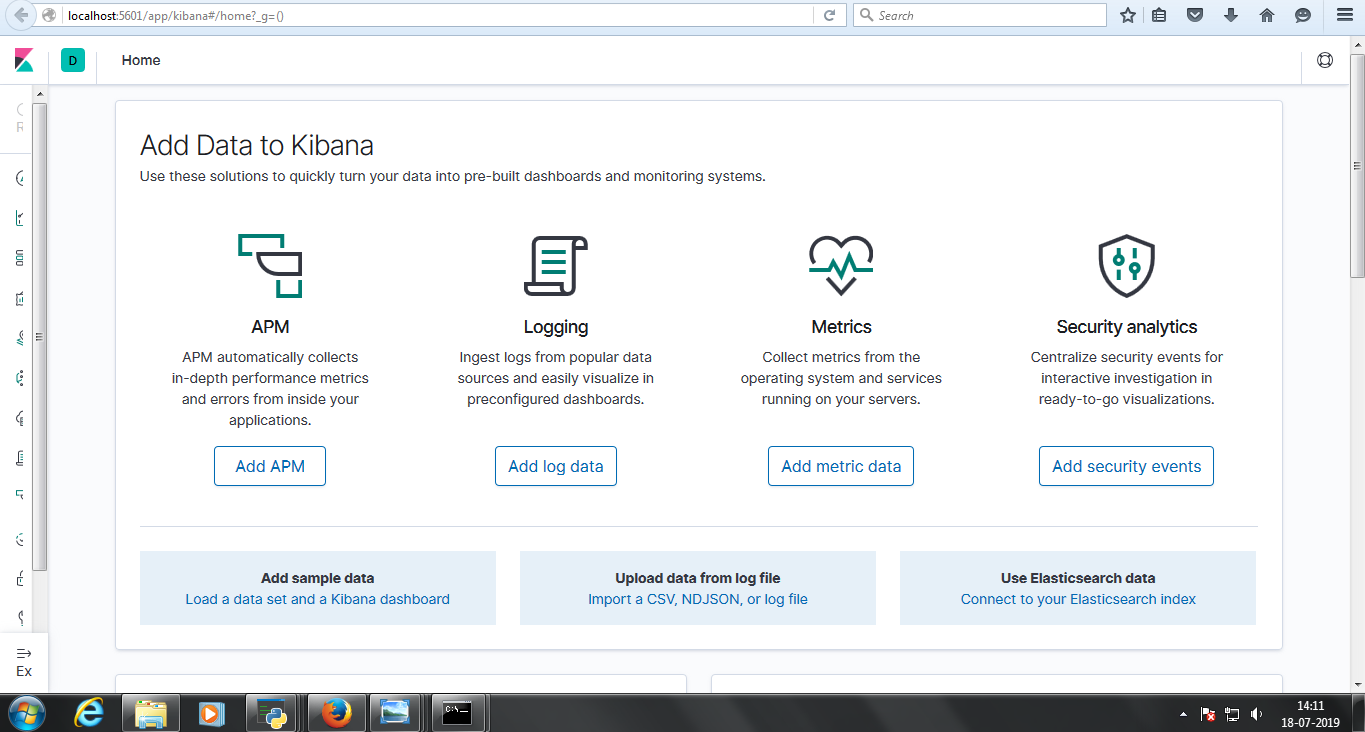 localhost:5601/app/kibana#/home?_g=()
Search
D
Home
R
Add Data to Kibana
Use these solutions to quickly turn your data into pre-built dashboards and monitoring systems.
APM
APM automatically collects
in-depth performance metrics
and errors from inside your
applications.
Add APM
Logging
Ingest logs from popular data
sources and easily visualize in
preconfigured dashboards.
Add log data
Metrics
Collect metrics from the
operating system and services
running on your servers.
Add metric data
Security analytics
Centralize security events for
interactive investigation in
ready-to-go visualizations.
Add security events
Add sample data
Load a data set and a Kibana dashboard
Upload data from log file
Import a CSV, NDJSON, or log file
Use Elasticsearch data
Connect to your Elasticsearch index
Ex
14:11
18-07-2019